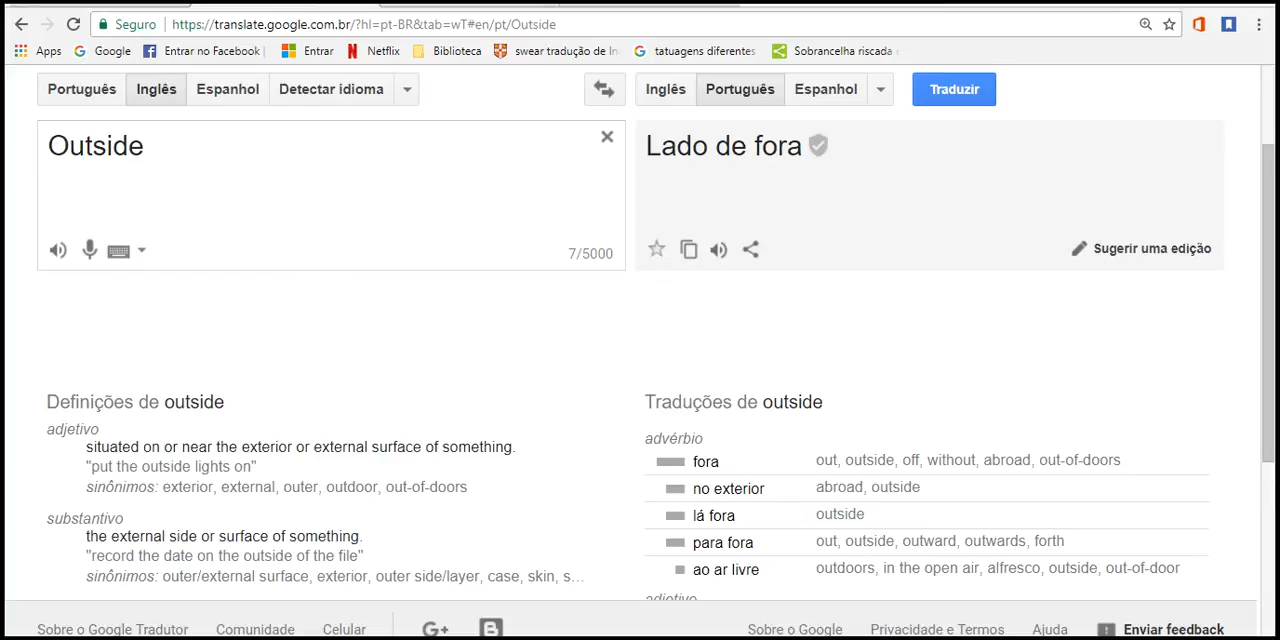 Seguro https://translate.google.com.br/?hl=pt-BR&tab=wT#en/pt/Outside
Apps Google Entrar no Facebook Entrar Netflix Biblioteca swear tradução de In tatuagens diferentes Sobrancelha riscada
Português Inglês Espanhol Detectar idioma Inglês Português Espanhol Traduzir
Outside
Lado de fora
7/5000
Sugerir uma edição
Definições de outside
adjetivo
situated on or near the exterior or external surface of something.
"put the outside lights on"
sinônimos: exterior, external, outer, outdoor, out-of-doors
substantivo
the external side or surface of something.
"record the date on the outside of the file"
sinônimos: outer/external surface, exterior, outer side/layer, case, skin, s...
Traduções de outside
advérbio
fora out, outside, off, without, abroad, out-of-doors
no exterior abroad, outside
lá fora outside
para fora out, outside, outward, outwards, forth
ao ar livre outdoors, in the open air, alfresco, outside, out-of-door
adjetivo
Sobre o Google Tradutor Comunidade Celular G+ B Sobre o Google Privacidade e Termos Ajuda Enviar feedback